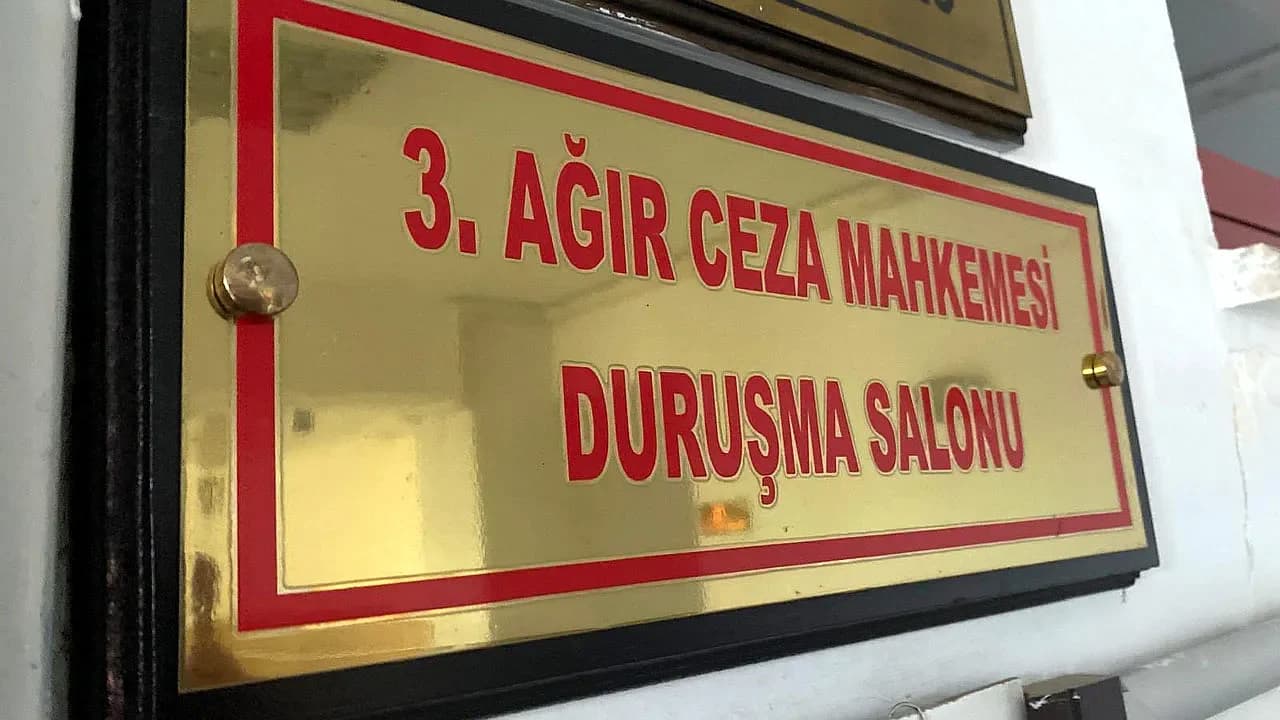 3. AĞIR CEZA MAHKEMESİ
DURUŞMA SALONU